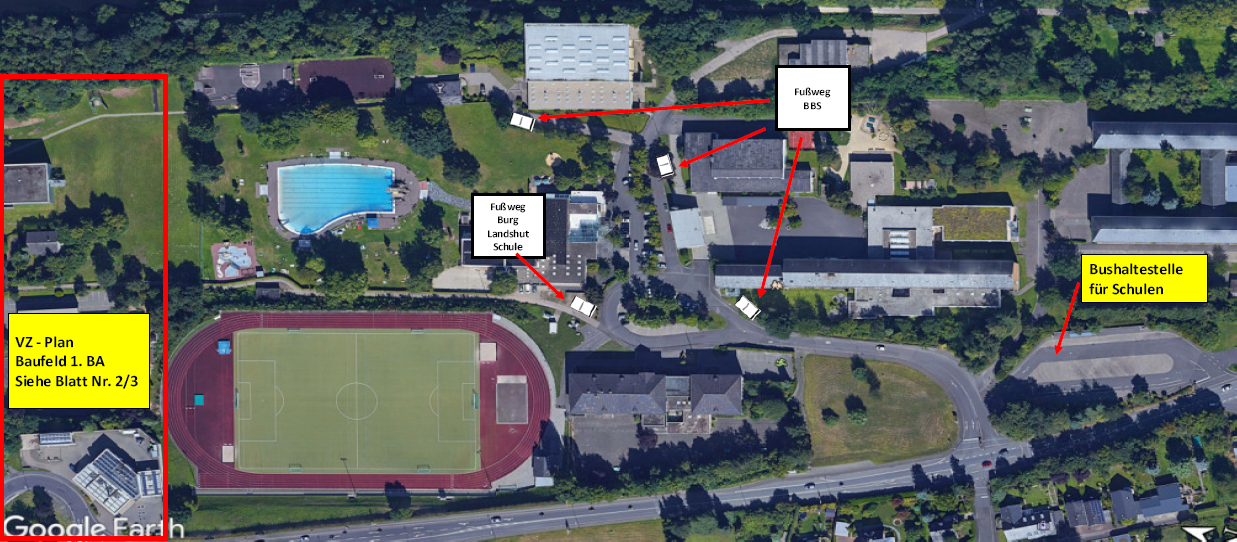 Fußweg
BBS
Fußweg
Burg
Landshut
Schule
Bushaltestelle
für Schulen
VZ - Plan
Baufeld 1. BA
Siehe Blatt Nr. 2/3
Google Earth